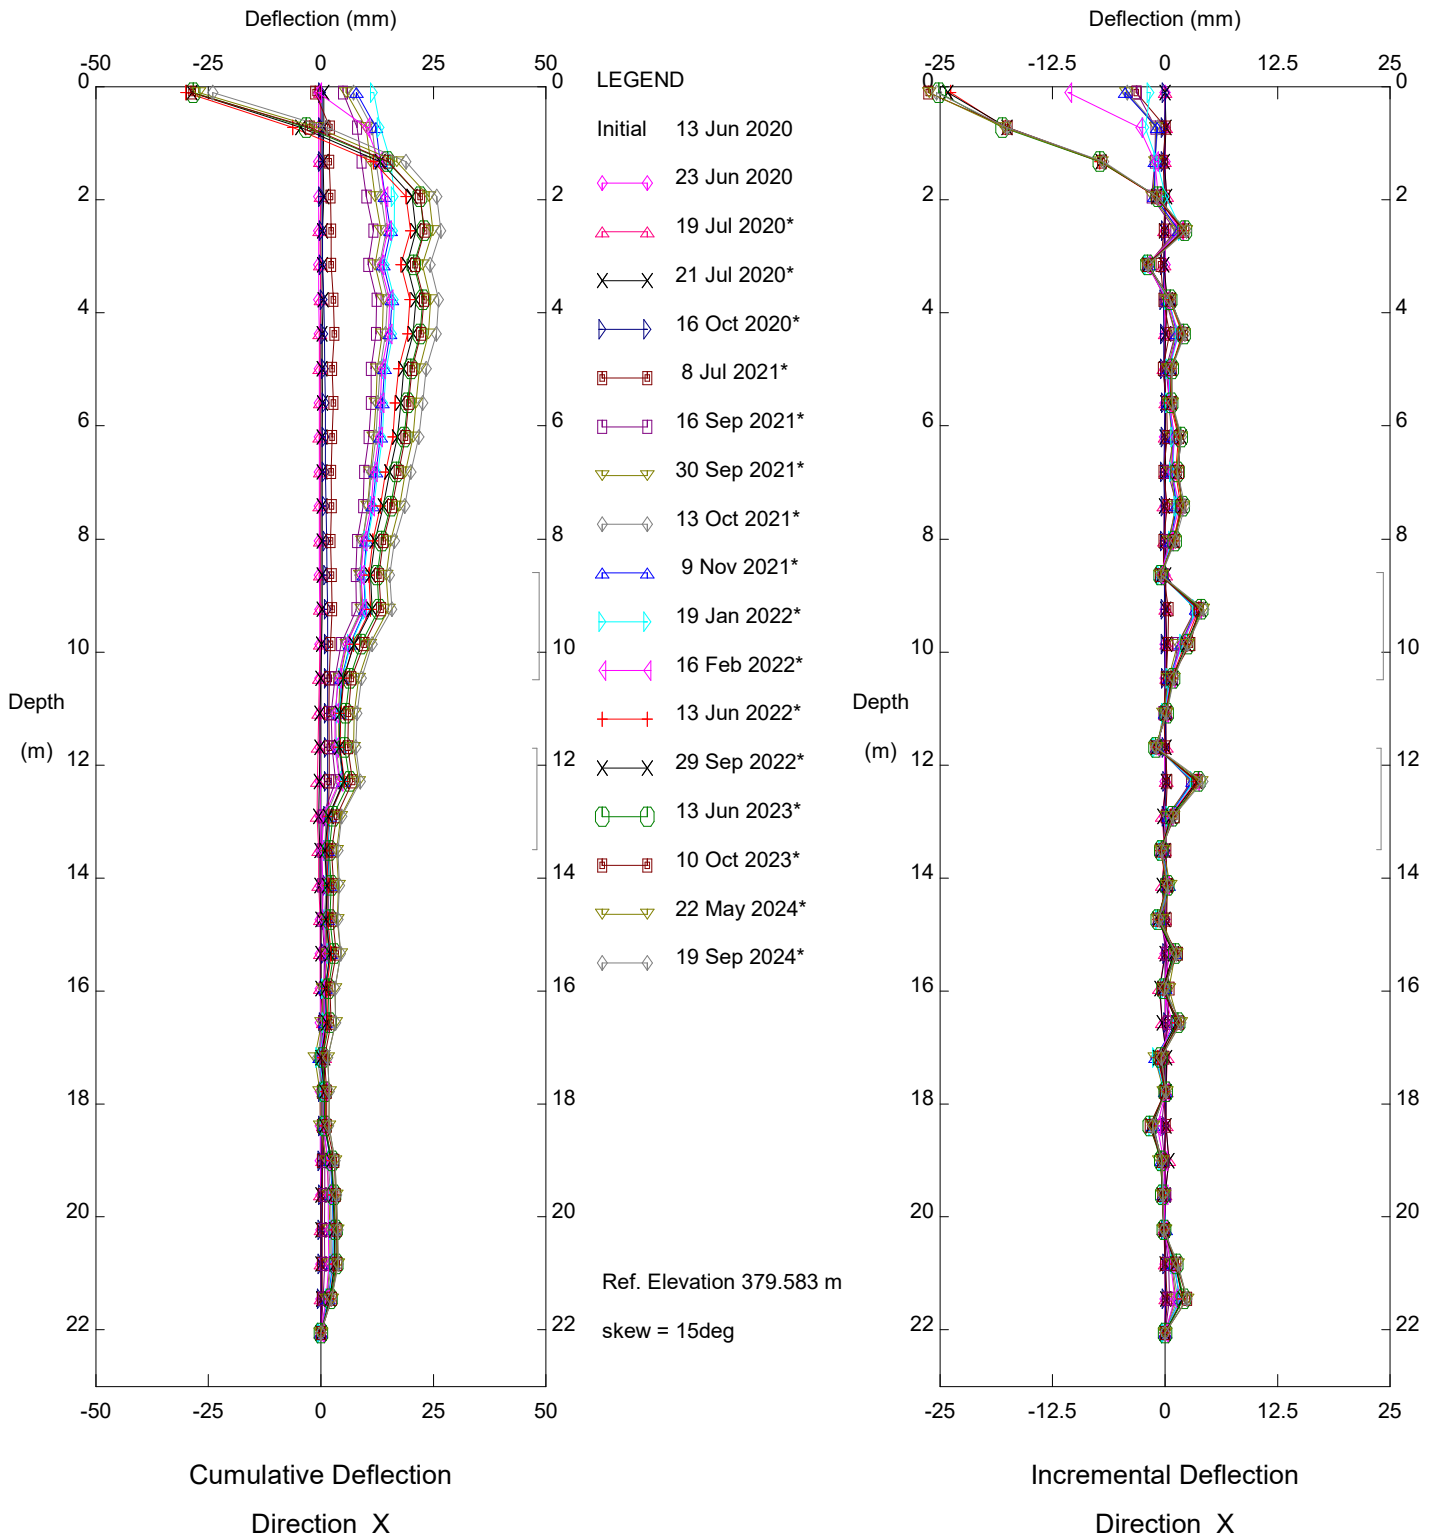 Deflection (mm)
-50 -25 0 25 50
0 0
2 2
4 4
6 6
8 8
10 10
Depth
(m)
12 12
14 14
16 16
18 18
20 20
22 22
-50 -25 0 25 50
Cumulative Deflection
Direction X
LEGEND
Initial 13 Jun 2020
23 Jun 2020
19 Jul 2020*
21 Jul 2020*
16 Oct 2020*
8 Jul 2021*
16 Sep 2021*
30 Sep 2021*
13 Oct 2021*
9 Nov 2021*
19 Jan 2022*
16 Feb 2022*
13 Jun 2022*
29 Sep 2022*
13 Jun 2023*
10 Oct 2023*
22 May 2024*
19 Sep 2024*
Ref. Elevation 379.583 m
skew = 15deg
Deflection (mm)
-25 -12.5 0 12.5 25
0 0
2 2
4 4
6 6
8 8
10 10
Depth
(m)
12 12
14 14
16 16
18 18
20 20
22 22
-25 -12.5 0 12.5 25
Incremental Deflection
Direction X